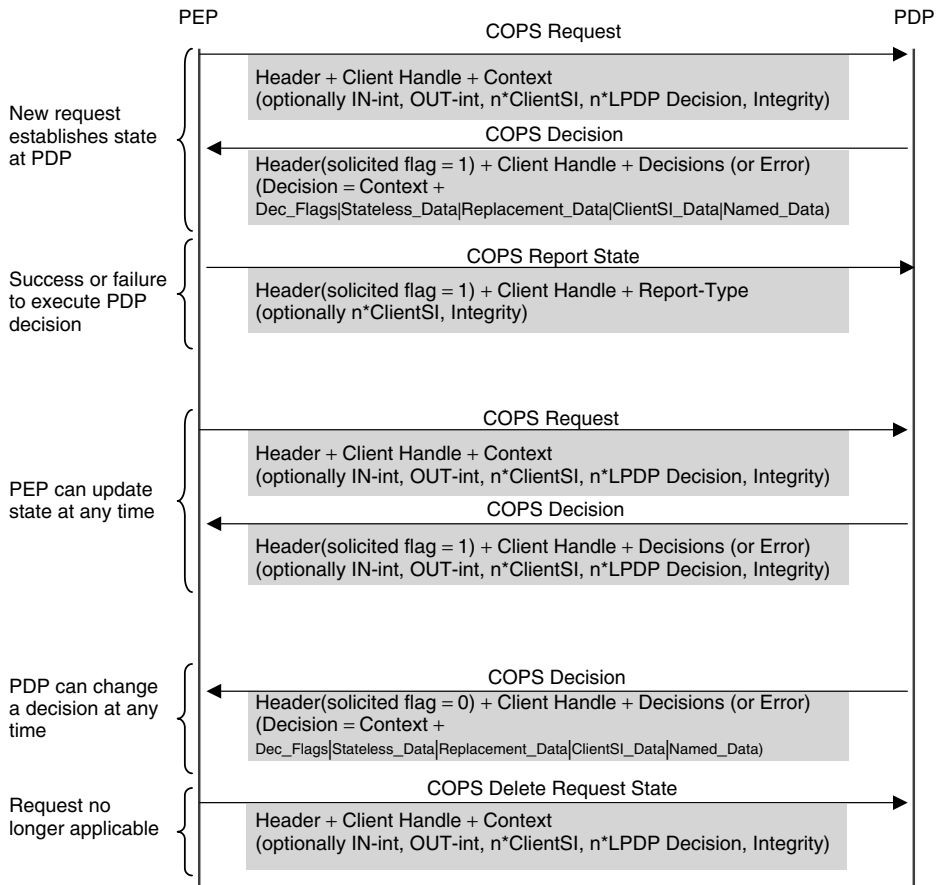 PEP
PDP
COPS Request
Header + Client Handle + Context
(optionally IN-int, OUT-int, n*ClientSI, n*LPDP Decision, Integrity)
New request
establishes state
at PDP
COPS Decision
Header(solicited flag = 1) + Client Handle + Decisions (or Error)
(Decision = Context +
Dec_Flags|Stateless_Data|Replacement_Data|ClientSI_Data|Named_Data)
Success or failure
to execute PDP
decision
COPS Report State
Header(solicited flag = 1) + Client Handle + Report-Type
(optionally n*ClientSI, Integrity)
COPS Request
Header + Client Handle + Context
(optionally IN-int, OUT-int, n*ClientSI, n*LPDP Decision, Integrity)
PEP can update
state at any time
COPS Decision
Header(solicited flag = 1) + Client Handle + Decisions (or Error)
(optionally IN-int, OUT-int, n*ClientSI, n*LPDP Decision, Integrity)
PDP can change
a decision at any
time
COPS Decision
Header(solicited flag = 0) + Client Handle + Decisions (or Error)
(Decision = Context +
Dec_Flags|Stateless_Data|Replacement_Data|ClientSI_Data|Named_Data)
Request no
longer applicable
COPS Delete Request State
Header + Client Handle + Context
(optionally IN-int, OUT-int, n*ClientSI, n*LPDP Decision, Integrity)